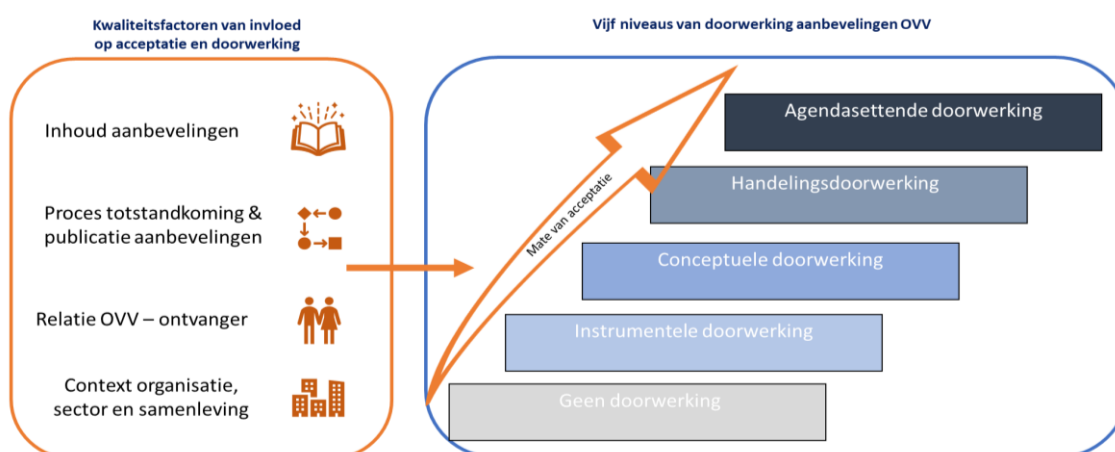 Kwaliteitsfactoren van invloed
op acceptatie en doorwerking
Inhoud aanbevelingen
Proces totstandkoming &
publicatie aanbevelingen
Relatie OVV – ontvanger
Context organisatie,
sector en samenleving
Vijf niveaus van doorwerking aanbevelingen OVV
Mate van acceptatie
Agendasettende doorwerking
Handelingsdoorwerking
Conceptuele doorwerking
Instrumentele doorwerking
Geen doorwerking